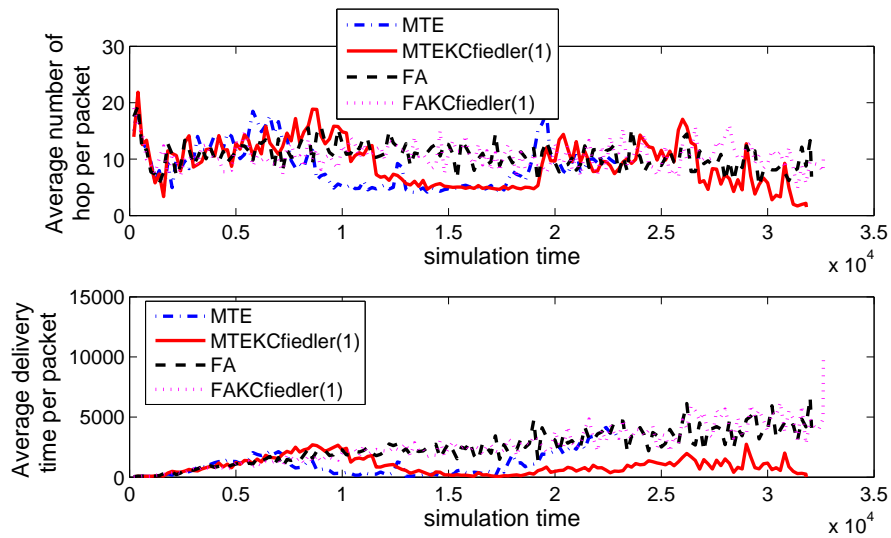 MTE
MTEKCfiedler(1)
FA
FAKCfiedler(1)
30
20
10
0
Average number of
hop per packet
0.5
1
1.5
2
2.5
3
3.5
simulation time
x 10^4
15000
10000
5000
0
Average delivery
time per packet
MTE
MTEKCfiedler(1)
FA
FAKCfiedler(1)
0
0.5
1
1.5
2
2.5
3
3.5
simulation time
x 10^4